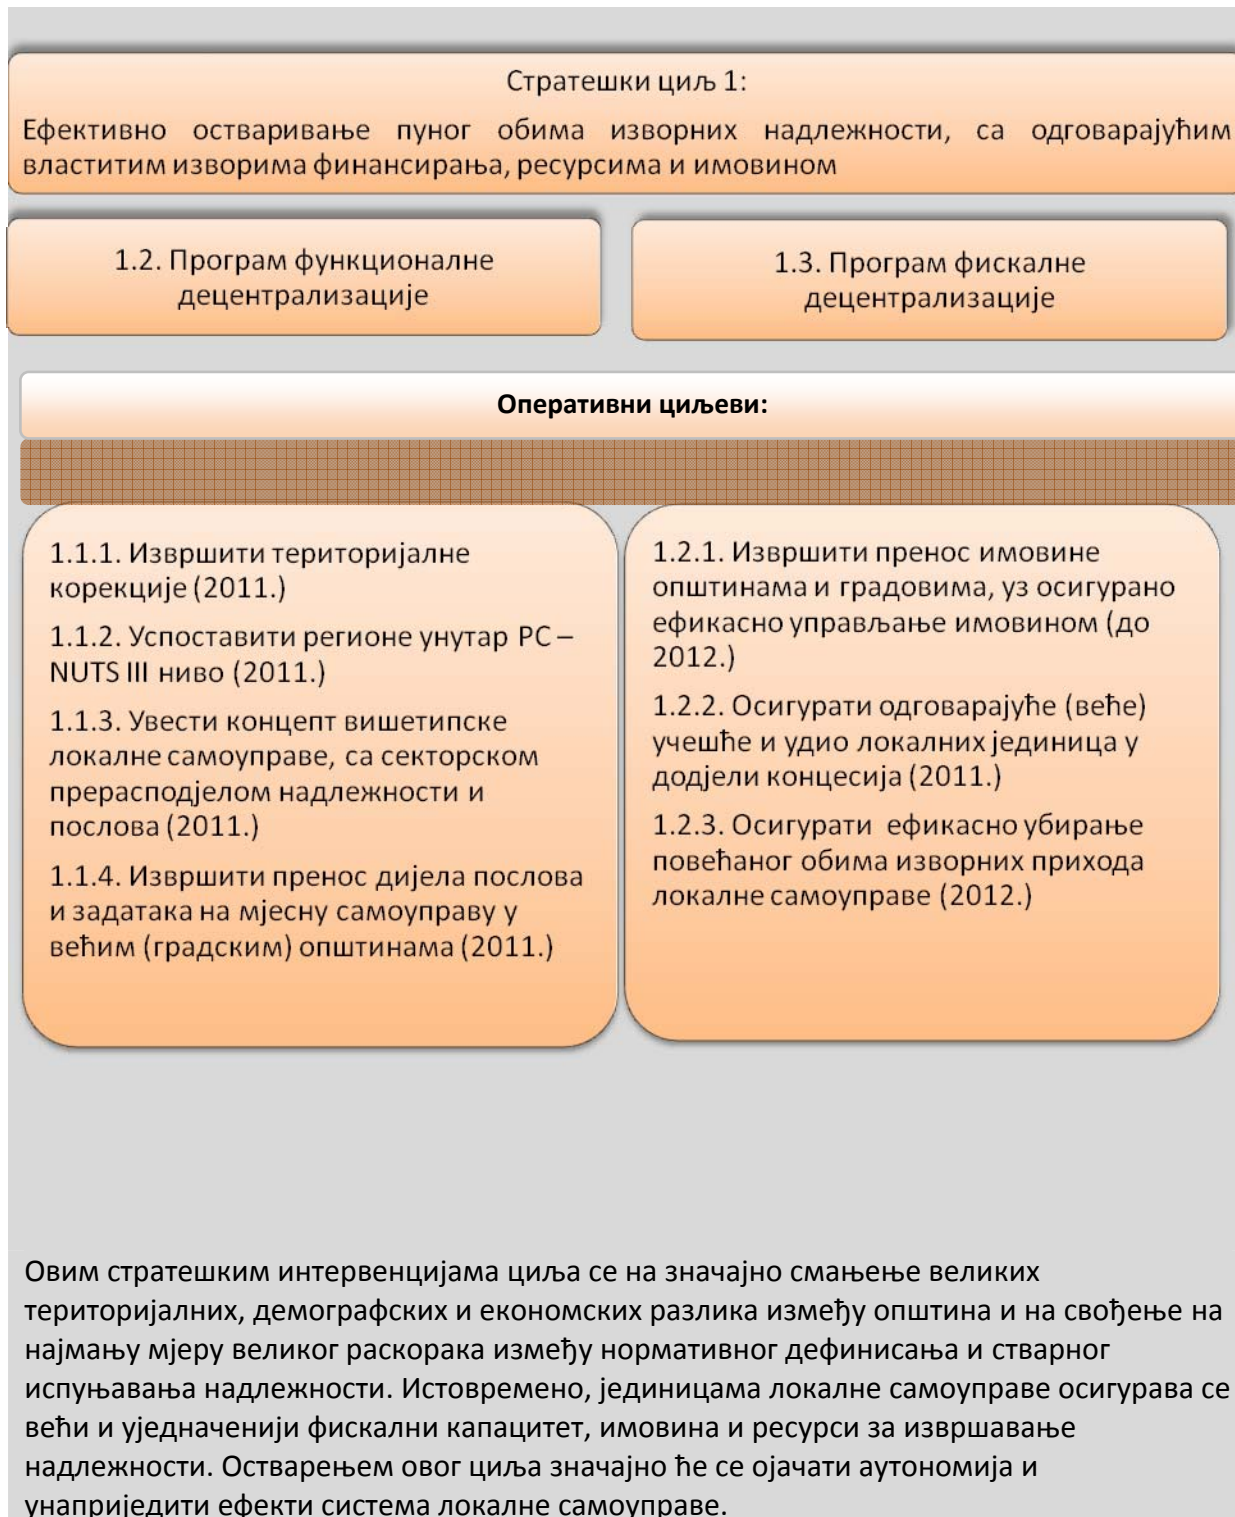 Стратешки циљ 1:
Ефективно остваривање пуног обима изворних надлежности, са одговарајућим
властитим изворима финансирања, ресурсима и имовином
1.2. Програм функционалне
децентрализације
1.3. Програм фискалне
децентрализације
Оперативни циљеви:
1.1.1. Извршити територијалне
корекције (2011.)
1.1.2. Успоставити регионе унутар РС –
NUTS III ниво (2011.)
1.1.3. Увести концепт вишетипске
локалне самоуправе, са секторском
прерасподјелом надлежности и
послова (2011.)
1.1.4. Извршити пренос дијела послова
и задатака на мјесну самоуправу у
већим (градским) општинама (2011.)
1.2.1. Извршити пренос имовине
општинама и градовима, уз осигурано
ефикасно управљање имовином (до
2012.)
1.2.2. Осигурати одговарајуће (веће)
учешће и удио локалних јединица у
додјели концесија (2011.)
1.2.3. Осигурати ефикасно убирање
повећаног обима изворних прихода
локалне самоуправе (2012.)
Овим стратешким интервенцијама циља се на значајно смањење великих
територијалних, демографских и економских разлика између општина и на свођење на
најмању мјеру великог раскорака између нормативног дефинисања и стварног
испуњавања надлежности. Истовремено, јединицама локалне самоуправе осигурава се
већи и уједначенији фискални капацитет, имовина и ресурси за извршавање
надлежности. Остварењем овог циља значајно ће се ојачати аутономија и
унаприједити ефекти система локалне самоуправе.